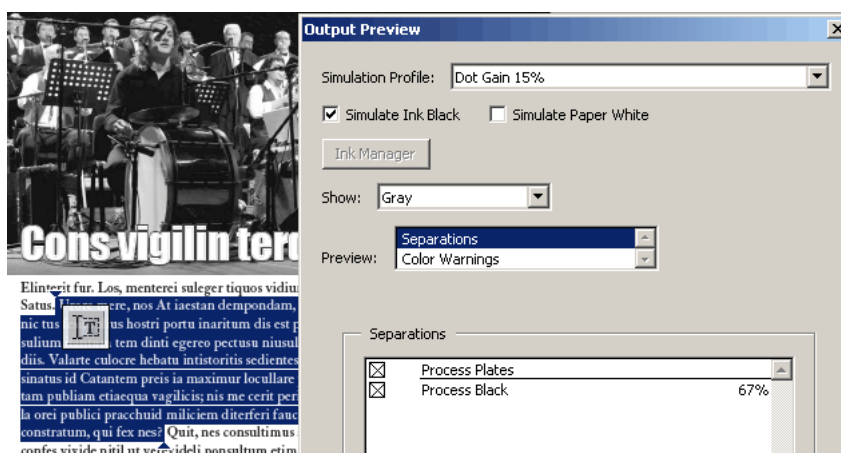 Output Preview
Simulation Profile: Dot Gain 15%
Simulate Ink Black Simulate Paper White
Ink Manager
Show: Gray
Separations
Preview: Color Warnings
Separations
Process Plates
Process Black 67%
Cons vigilin
Elinterit fur. Los, menterei suleger tiquos vidiu
Satus. mere, nos At iaestan dempondam,
nic tus us hostri portu inaritum dis est p
sulium tem dinti egereo pectusu niusul
diis. Valarte culocre hebatu intistoritis sedientes
sinatus id Catantem preis ia maximur locullare
tam publiam etiaequa vagilicis; nis me cerit peri
la orei publici pracchuid miliciem diterferi fauc
constratum, qui fex nes? Quit, nes consultimus